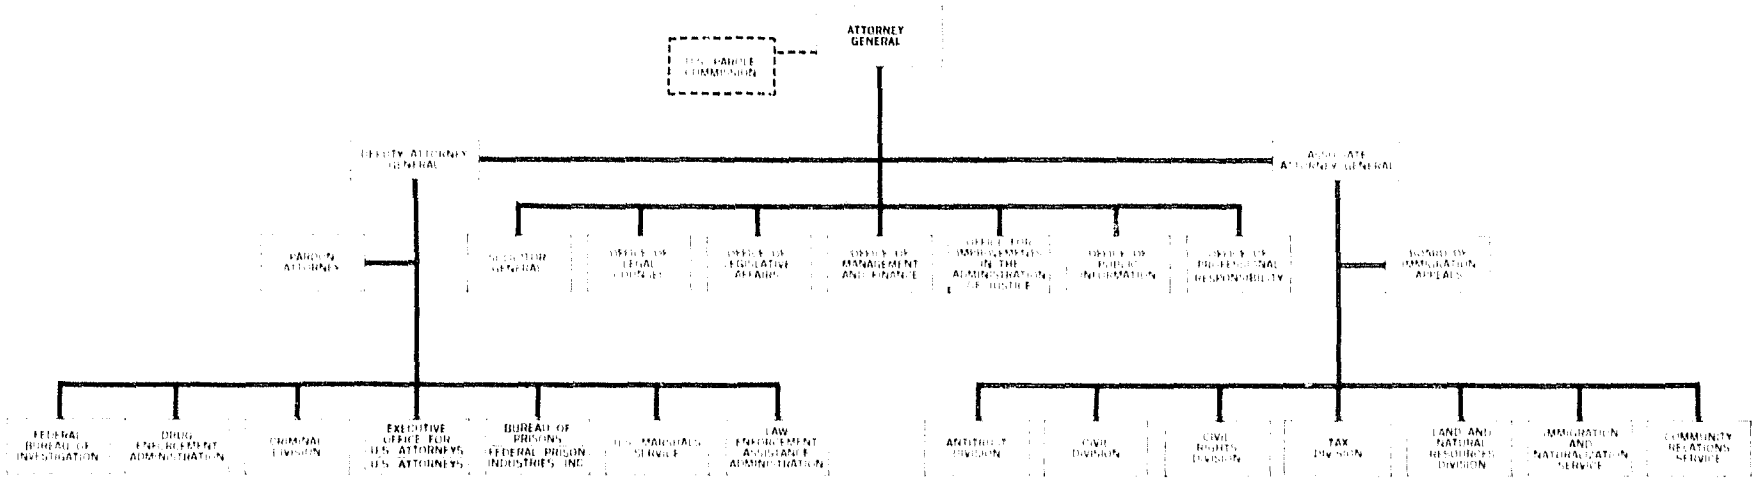 ATTORNEY
GENERAL
U.S. PAROLE
COMMISSION
DEPUTY ATTORNEY
GENERAL
ASSOCIATE
ATTORNEY GENERAL
PARDON
ATTORNEY
SOLICITOR
GENERAL
OFFICE OF
LEGAL
COUNSEL
OFFICE OF
LEGISLATIVE
AFFAIRS
OFFICE OF
MANAGEMENT
AND FINANCE
OFFICE FOR
IMPROVEMENTS
IN THE
ADMINISTRATION
OF JUSTICE
OFFICE OF
PUBLIC
INFORMATION
OFFICE OF
PROFESSIONAL
RESPONSIBILITY
BOARD OF
IMMIGRATION
APPEALS
FEDERAL
BUREAU OF
INVESTIGATION
DRUG
ENFORCEMENT
ADMINISTRATION
CRIMINAL
DIVISION
EXECUTIVE
OFFICE FOR
U.S. ATTORNEYS
U.S. ATTORNEYS
BUREAU OF
PRISONS
FEDERAL PRISON
INDUSTRIES INC
U.S. MARSHALS
SERVICE
LAW
ENFORCEMENT
ASSISTANCE
ADMINISTRATION
ANTITRUST
DIVISION
CIVIL
DIVISION
CIVIL
RIGHTS
DIVISION
TAX
DIVISION
LAND AND
NATURAL
RESOURCES
DIVISION
IMMIGRATION
AND
NATURALIZATION
SERVICE
COMMUNITY
RELATIONS
SERVICE